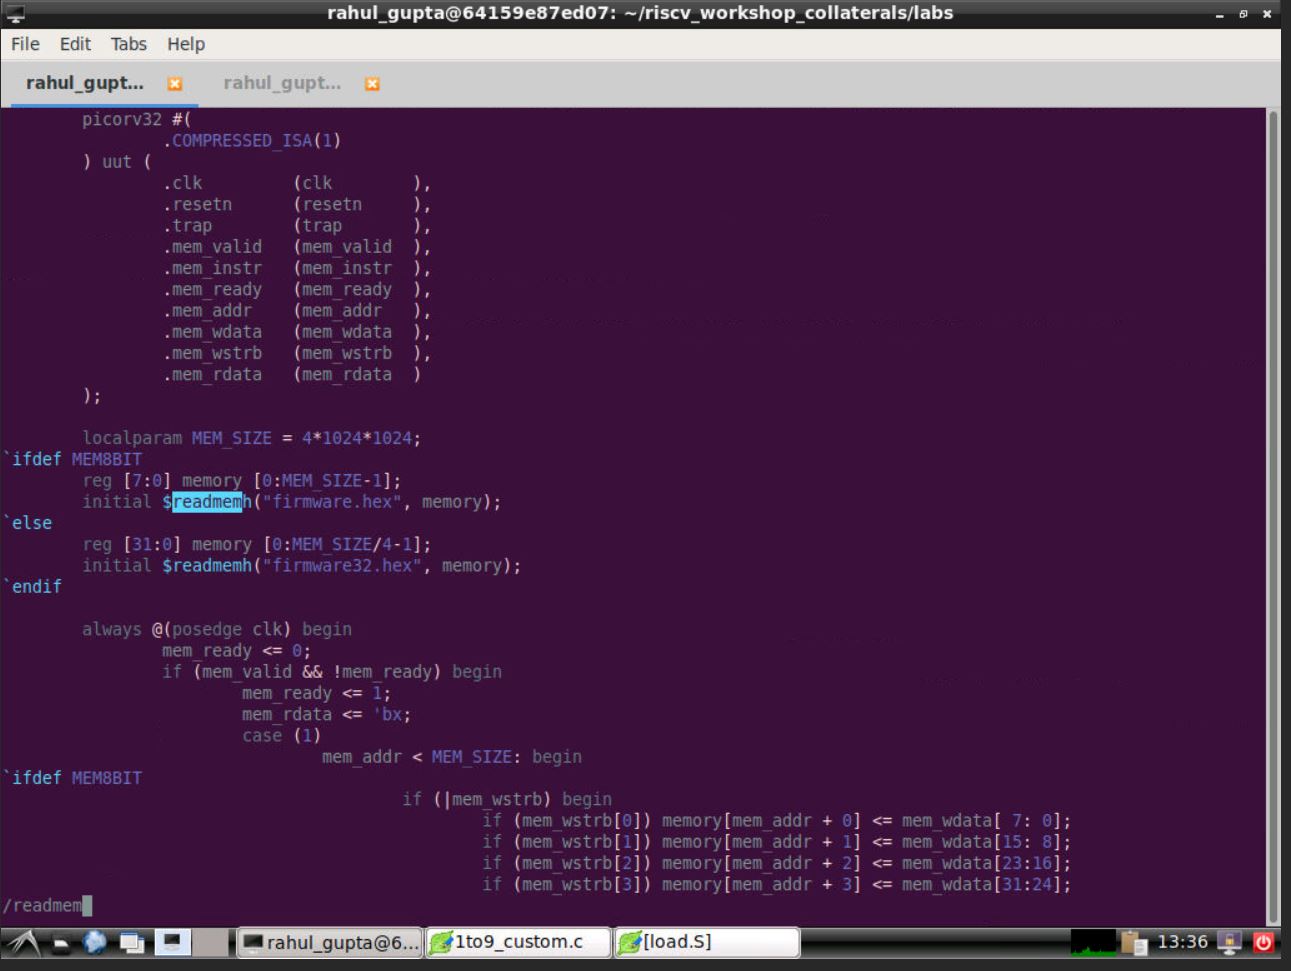 rahul_gupta@64159e87ed07: ~/riscv_workshop_collaterals/labs
File Edit Tabs Help
rahul_gupt... rahul_gupt...
picorv32 #(
.COMPRESSED_ISA(1)
) uut (
.clk (clk ),
.resetn (resetn ),
.trap (trap ),
.mem_valid (mem_valid ),
.mem_instr (mem_instr ),
.mem_ready (mem_ready ),
.mem_addr (mem_addr ),
.mem_wdata (mem_wdata ),
.mem_wstrb (mem_wstrb ),
.mem_rdata (mem_rdata )
);
localparam MEM_SIZE = 4*1024*1024;
`ifdef MEM8BIT
reg [7:0] memory [0:MEM_SIZE-1];
initial $readmemh("firmware.hex", memory);
`else
reg [31:0] memory [0:MEM_SIZE/4-1];
initial $readmemh("firmware32.hex", memory);
`endif
always @(posedge clk) begin
mem_ready <= 0;
if (mem_valid && !mem_ready) begin
mem_ready <= 1;
mem_rdata <= 'bx;
case (1)
mem_addr < MEM_SIZE: begin
`ifdef MEM8BIT
if (|mem_wstrb) begin
if (mem_wstrb[0]) memory[mem_addr + 0] <= mem_wdata[ 7: 0];
if (mem_wstrb[1]) memory[mem_addr + 1] <= mem_wdata[15: 8];
if (mem_wstrb[2]) memory[mem_addr + 2] <= mem_wdata[23:16];
if (mem_wstrb[3]) memory[mem_addr + 3] <= mem_wdata[31:24];
/readmem
rahul_gupta@6... 1to9_custom.c [load.S] 13:36